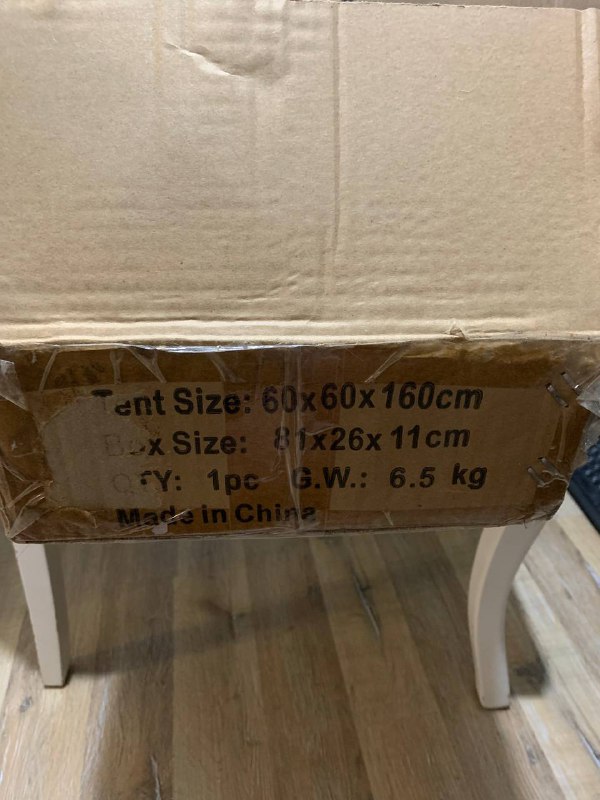 Tent Size: 60x60x160cm
Box Size: 81x26x11cm
QTY: 1pc G.W.: 6.5 kg
Made in China